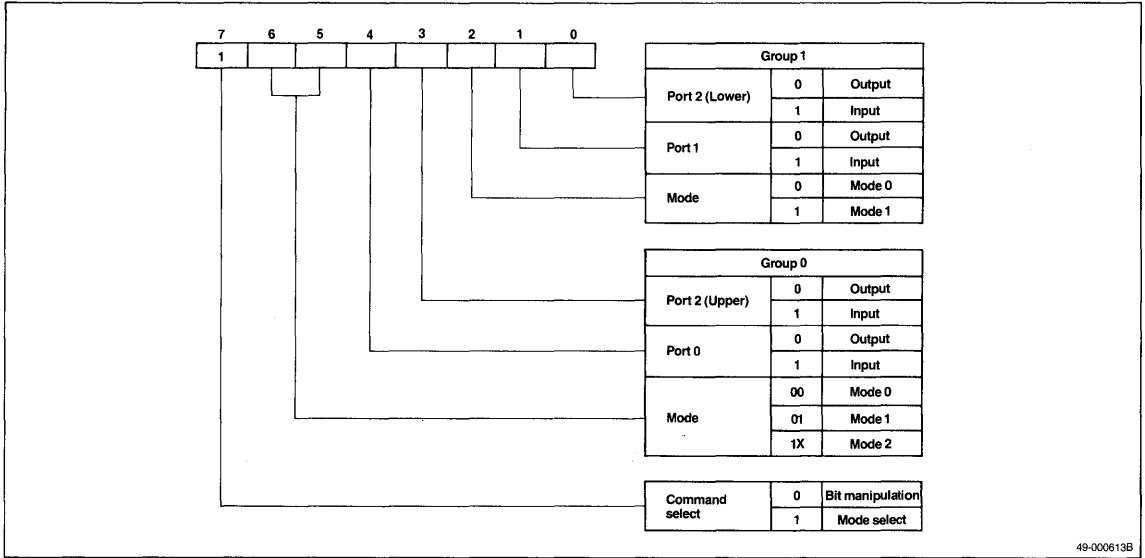 7 6 5 4 3 2 1 0
1
Group 1
Port 2 (Lower) 0 Output
1 Input
Port 1 0 Output
1 Input
Mode 0 Mode 0
1 Mode 1
Group 0
Port 2 (Upper) 0 Output
1 Input
Port 0 0 Output
1 Input
Mode 00 Mode 0
01 Mode 1
1X Mode 2
Command select 0 Bit manipulation
1 Mode select
49-000613B